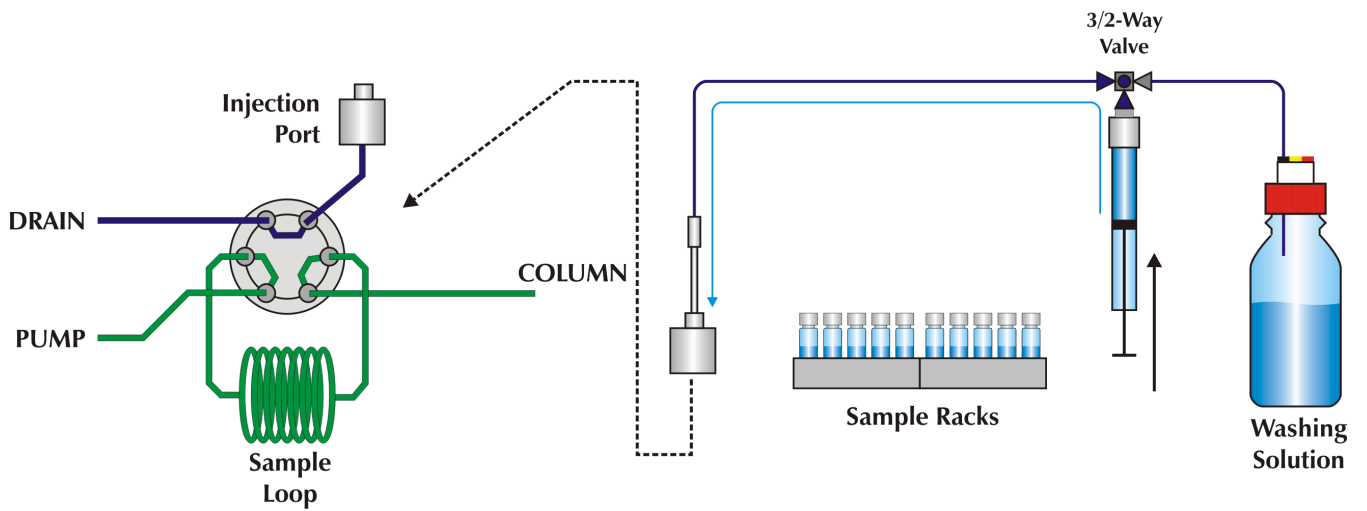 3/2-Way
Valve
Injection
Port
DRAIN
COLUMN
PUMP
Sample Racks
Sample
Loop
Washing
Solution